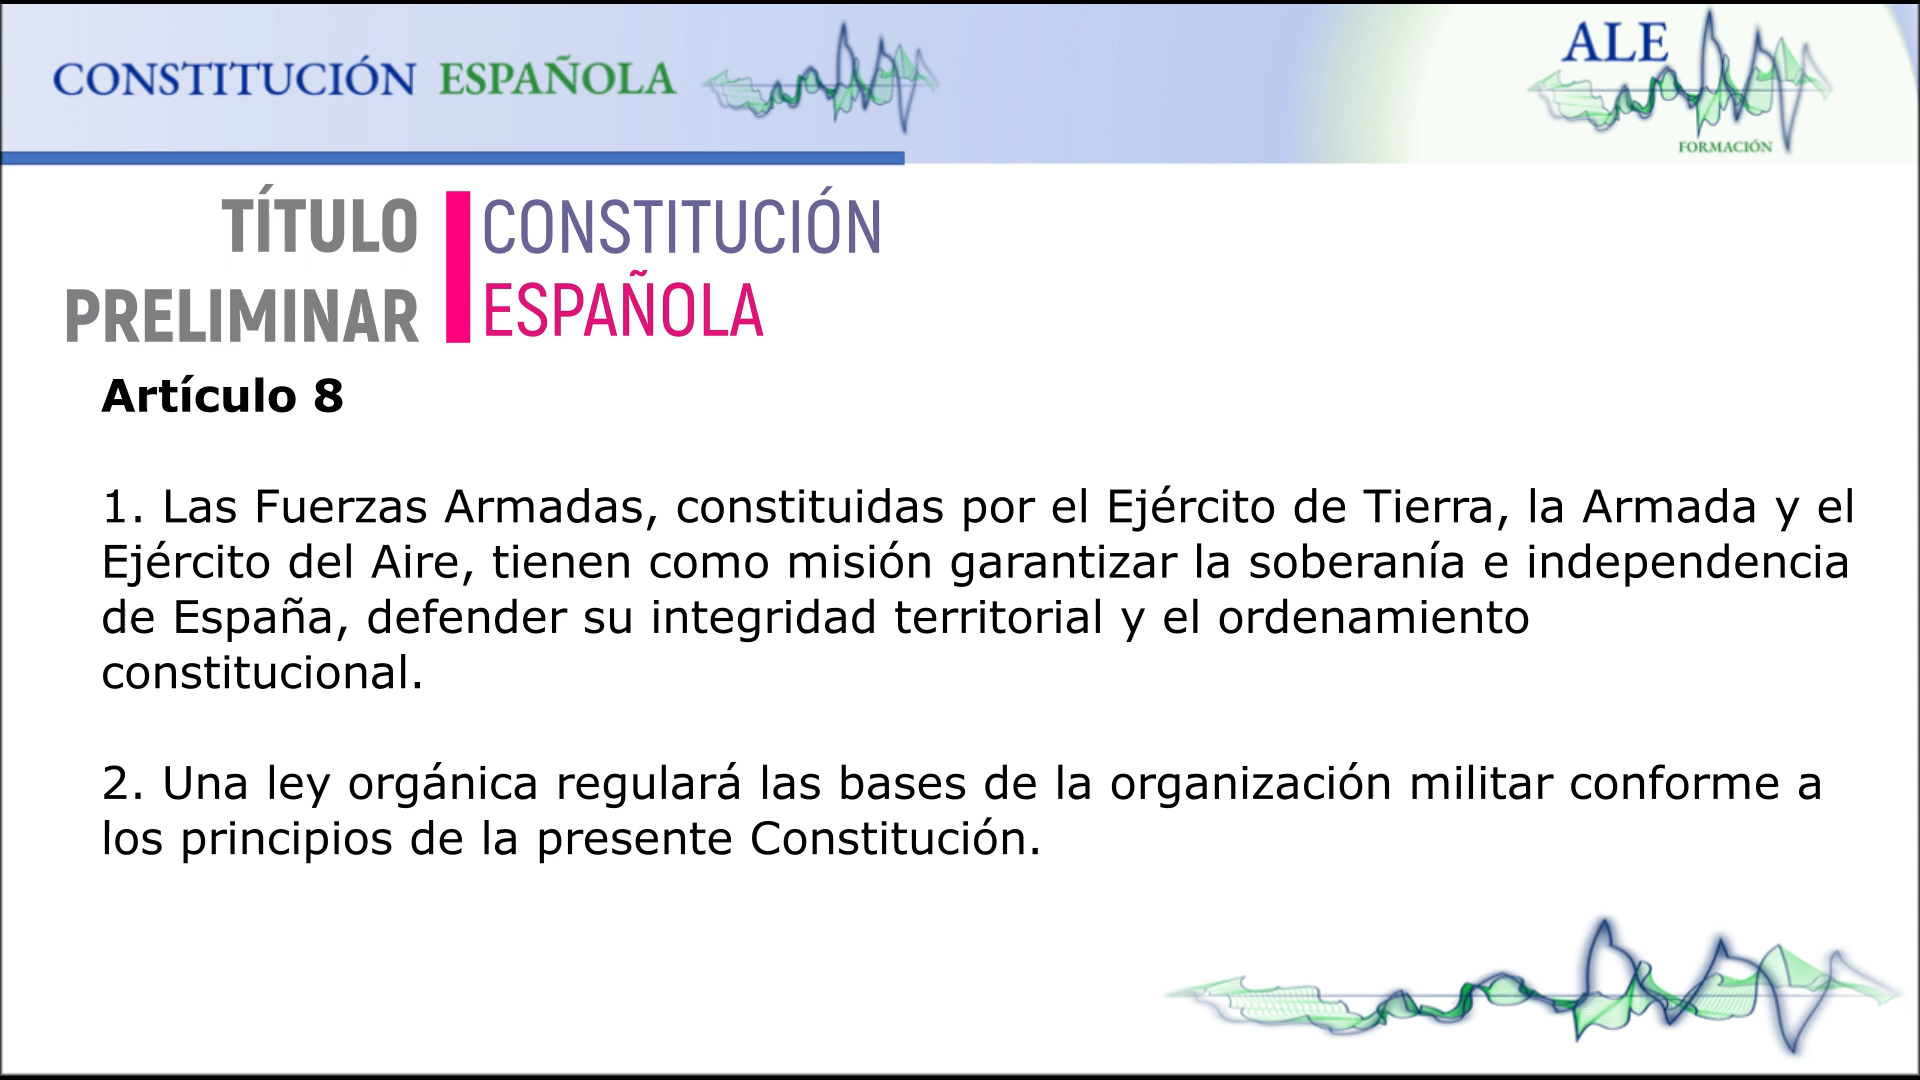 CONSTITUCIÓN ESPAÑOLA
ALE
FORMACIÓN
TÍTULO
PRELIMINAR
CONSTITUCIÓN
ESPAÑOLA
Artículo 8
1. Las Fuerzas Armadas, constituidas por el Ejército de Tierra, la Armada y el
Ejército del Aire, tienen como misión garantizar la soberanía e independencia
de España, defender su integridad territorial y el ordenamiento
constitucional.
2. Una ley orgánica regulará las bases de la organización militar conforme a
los principios de la presente Constitución.